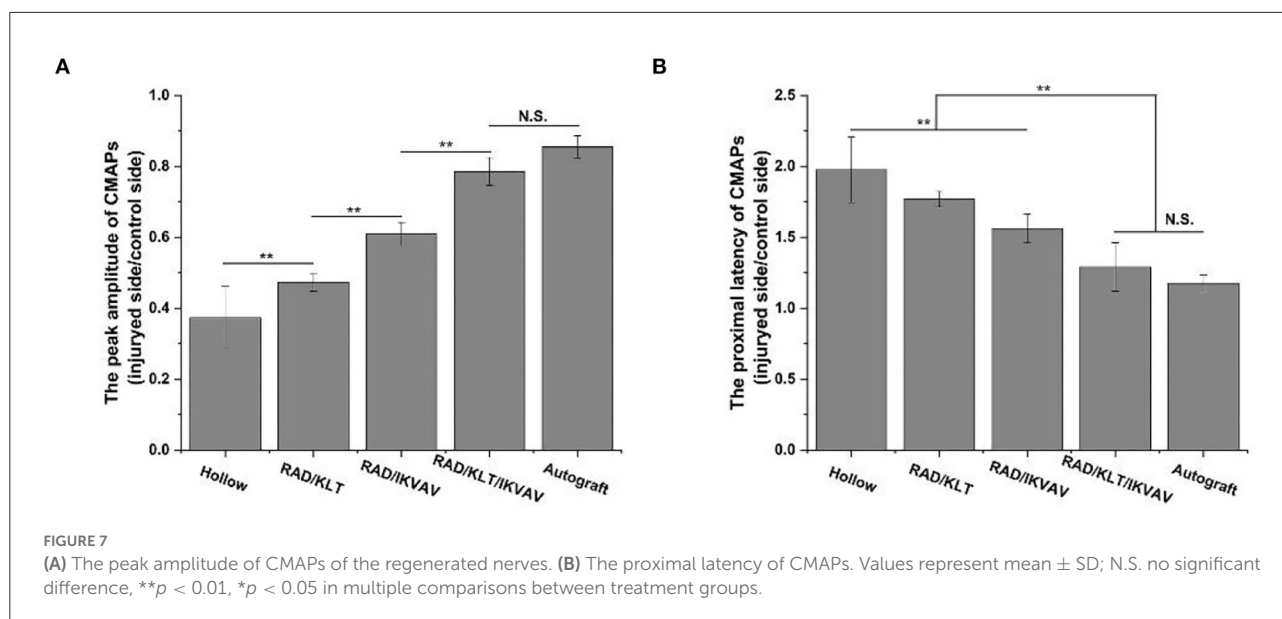 A
The peak amplitude of CMAPs
(injuryed side/control side)
1.0
0.8
0.6
0.4
0.2
0.0
**
**
**
N.S.
Hollow
RAD/KLT
RAD/IKVAV
RAD/KLT/IKVAV
Autograft
B
The proximal latency of CMAPs
(injuryed side/control side)
2.5
2.0
1.5
1.0
0.5
0.0
**
**
N.S.
Hollow
RAD/KLT
RAD/IKVAV
RAD/KLT/IKVAV
Autograft
FIGURE 7
(A) The peak amplitude of CMAPs of the regenerated nerves. (B) The proximal latency of CMAPs. Values represent mean ± SD; N.S. no significant
difference, **p < 0.01, *p < 0.05 in multiple comparisons between treatment groups.